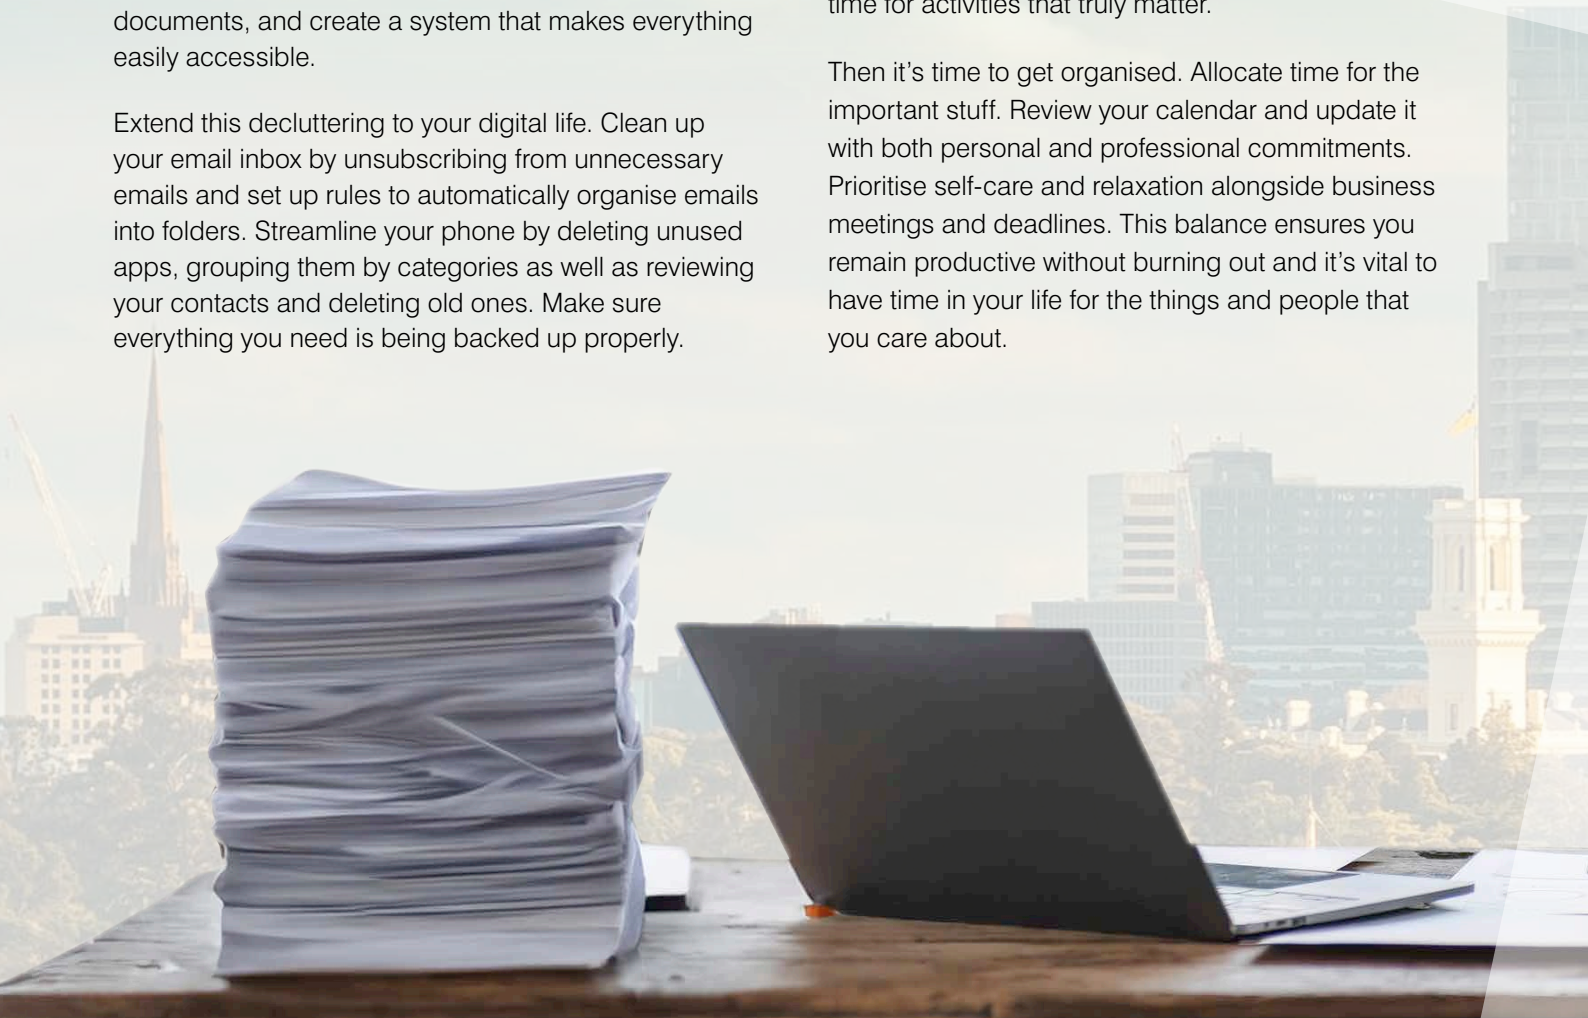 documents, and create a system that makes everything
easily accessible.
Extend this decluttering to your digital life. Clean up
your email inbox by unsubscribing from unnecessary
emails and set up rules to automatically organise emails
into folders. Streamline your phone by deleting unused
apps, grouping them by categories as well as reviewing
your contacts and deleting old ones. Make sure
everything you need is being backed up properly.
time for activities that truly matter.
Then it’s time to get organised. Allocate time for the
important stuff. Review your calendar and update it
with both personal and professional commitments.
Prioritise self-care and relaxation alongside business
meetings and deadlines. This balance ensures you
remain productive without burning out and it’s vital to
have time in your life for the things and people that
you care about.